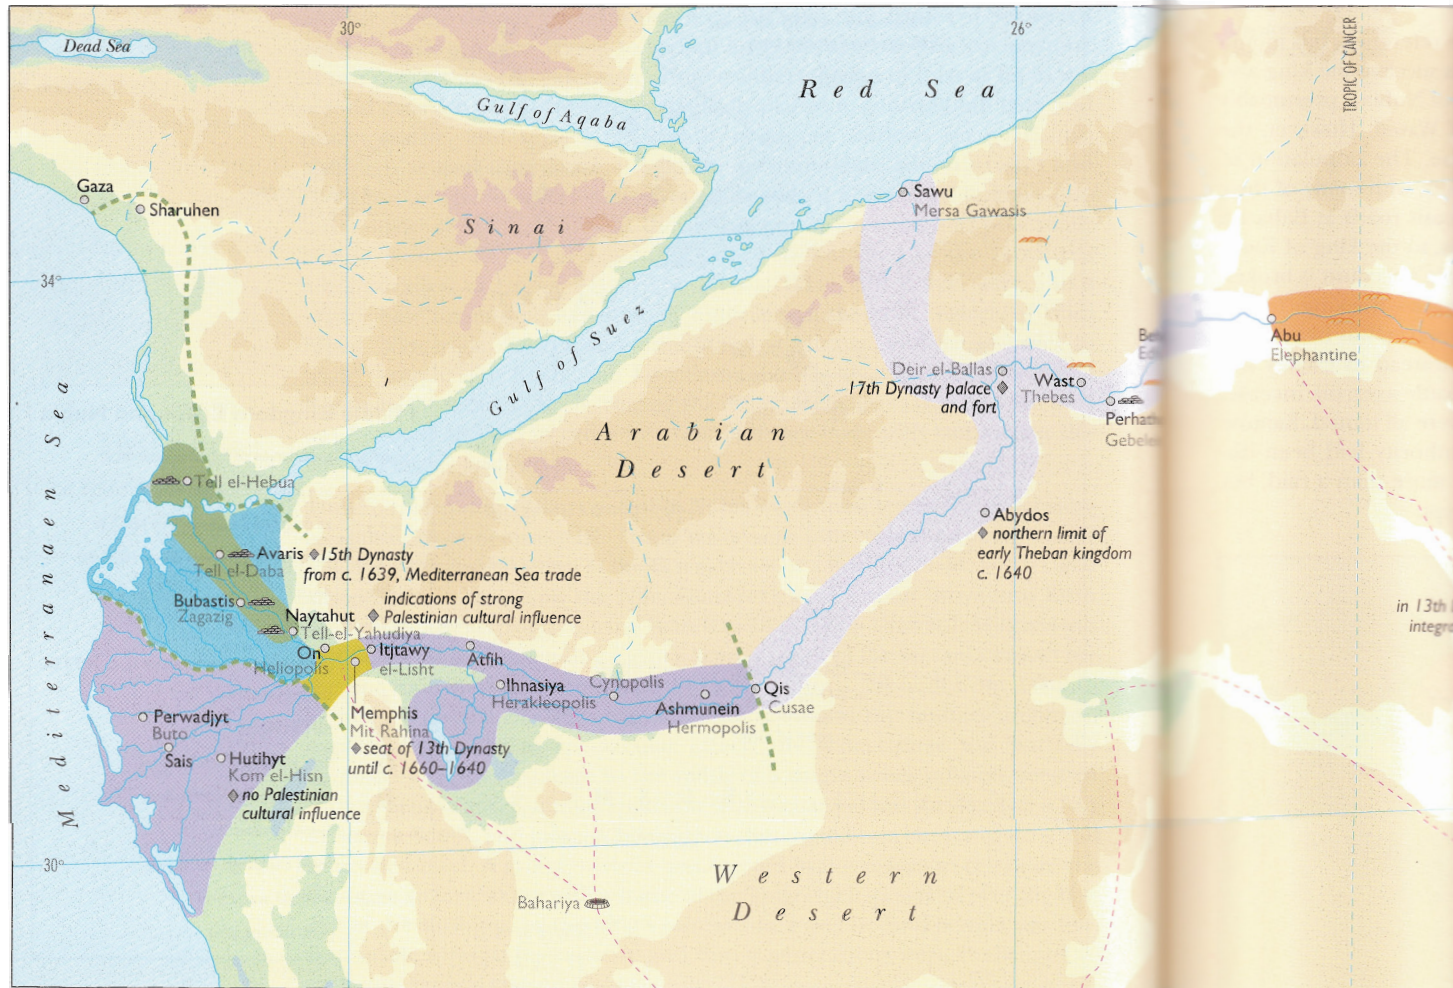 30°
26°
TROPIC OF CANCER
Dead Sea
Red Sea
Gulf of Aqaba
Gaza
Sharuhen
Sawu
Mersa Gawasis
Sinai
34°
Gulf of Suez
Abu
Elephantine
Deir el-Ballas
17th Dynasty palace
and fort
Wast
Thebes
Mediterranaen Sea
Arabian
Desert
Tell el-Hebua
Abydos
northern limit of
early Theban kingdom
c. 1640
Avaris
Tell el-Daba
15th Dynasty
from c. 1639, Mediterranean Sea trade
indications of strong
Palestinian cultural influence
Bubastis
Zagazig
Naytahut
Tell-el-Yahudiya
in 13th
On
Heliopolis
Itjtawy
el-Lisht
Atfih
Ihnasiya
Herakleopolis
Cynopolis
Ashmunein
Hermopolis
Qis
Cusae
Perwadjyt
Buto
Sais
Memphis
Mit Rahina
seat of 13th Dynasty
until c. 1660–1640
Hutihyt
Kom el-Hisn
no Palestinian
cultural influence
30°
Western
Desert
Bahariya